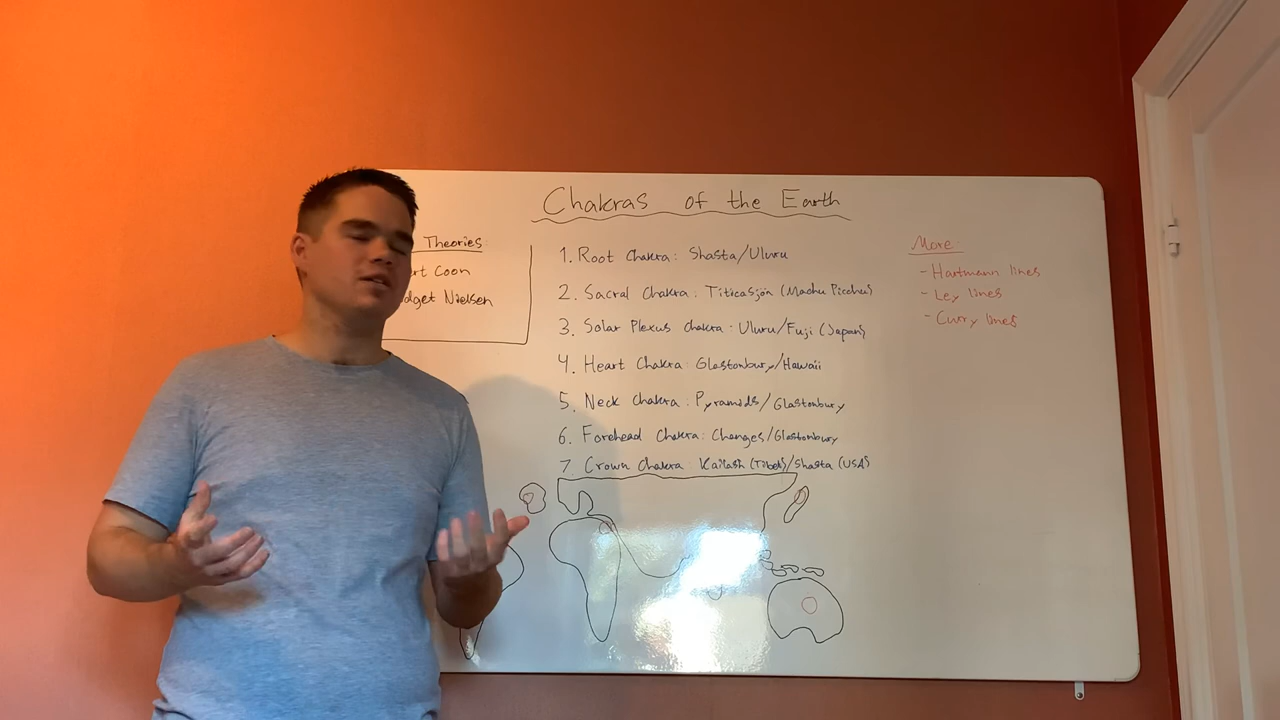 Chakras of the Earth
Theories:
ert Coon
dget Nielsen
1. Root Chakra: Shasta/Uluru
2. Sacral Chakra: Titicasjön (Machu Picchu)
3. Solar Plexus Chakra: Uluru/Fuji (Japan)
4. Heart Chakra: Glastonbury/Hawaii
5. Neck Chakra: Pyramids/Glastonbury
6. Forehead Chakra: Changes/Glastonbury
7. Crown Chakra: Kailash (Tibet)/Shasta (USA)
More:
- Hartmann lines
- Ley lines
- Curry lines